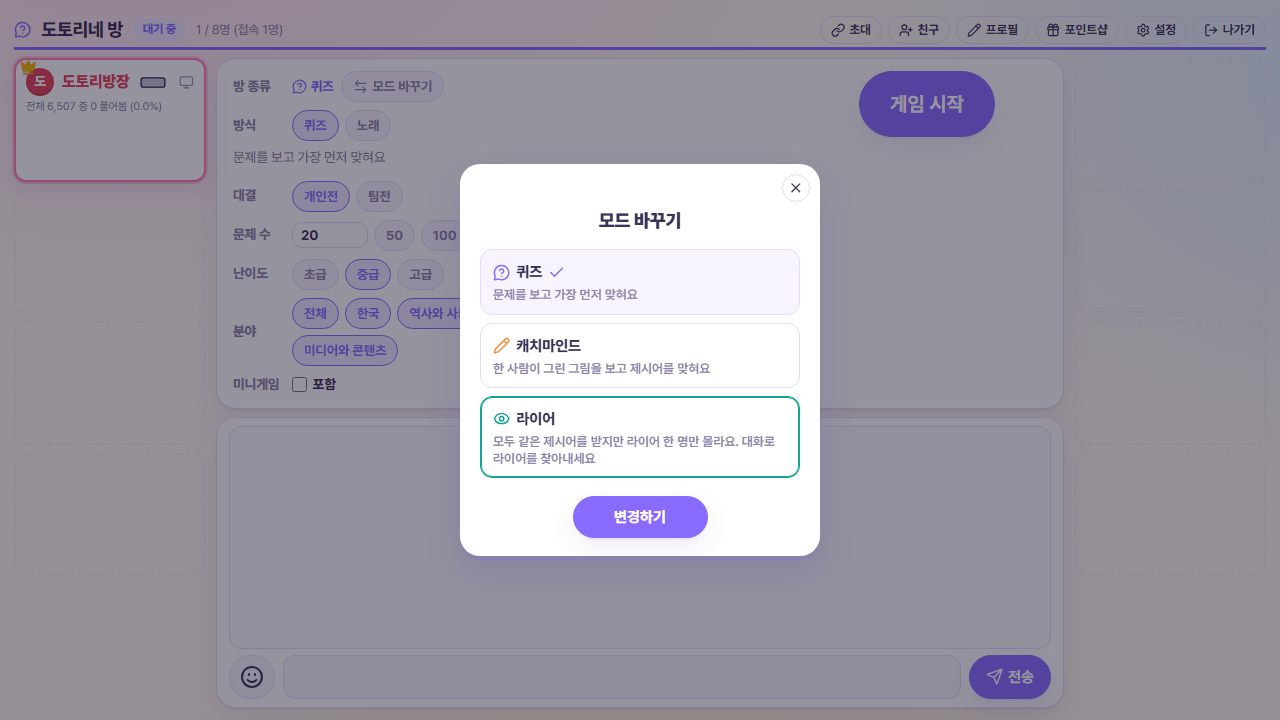 도토리네 방 대기 중 1 / 8명 (접속 1명) 초대 친구 프로필 포인트샵 설정 나가기
도 도토리방장
전체 6,507 중 0 풀어봄 (0.0%)
방 종류 퀴즈 모드 바꾸기
게임 시작
방식 퀴즈 노래
문제를 보고 가장 먼저 맞혀요
대결 개인전 팀전
문제 수 20 50 100
난이도 초급 중급 고급
분야 전체 한국 역사와 사
미디어와 콘텐츠
미니게임 포함
모드 바꾸기
퀴즈
문제를 보고 가장 먼저 맞혀요
캐치마인드
한 사람이 그린 그림을 보고 제시어를 맞혀요
라이어
모두 같은 제시어를 받지만 라이어 한 명만 몰라요. 대화로
라이어를 찾아내세요
변경하기
전송